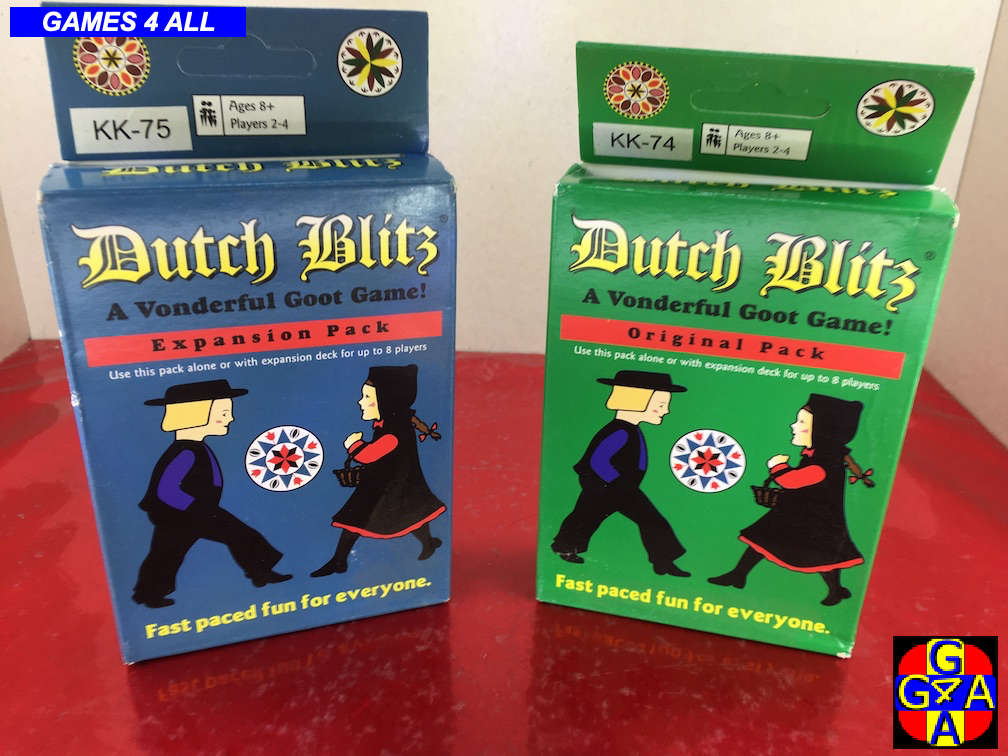 GAMES 4 ALL
KK-75
Ages 8+
Players 2-4
Dutch Blitz
Dutch Blitz®
A Vonderful Goot Game!
Expansion Pack
Use this pack alone or with expansion deck for up to 8 players
Fast paced fun for everyone.
KK-74
Ages 8+
Players 2-4
Dutch Blitz®
A Vonderful Goot Game!
Original Pack
Use this pack alone or with expansion deck for up to 8 players
Fast paced fun for everyone.
G
G4A
A